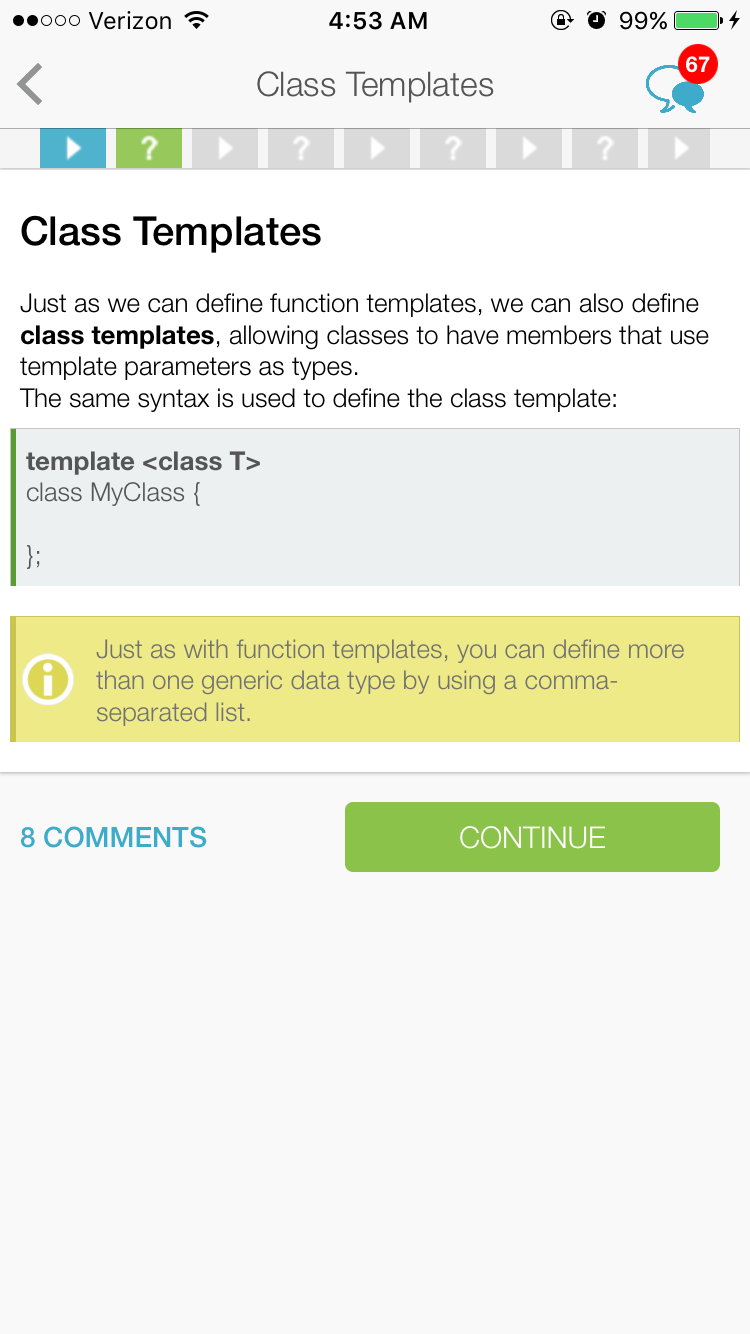 Verizon 4:53 AM 99%
Class Templates 67
? ? ? ?
Class Templates
Just as we can define function templates, we can also define
class templates, allowing classes to have members that use
template parameters as types.
The same syntax is used to define the class template:
template <class T>
class MyClass {
};
Just as with function templates, you can define more
than one generic data type by using a comma-
separated list.
8 COMMENTS CONTINUE